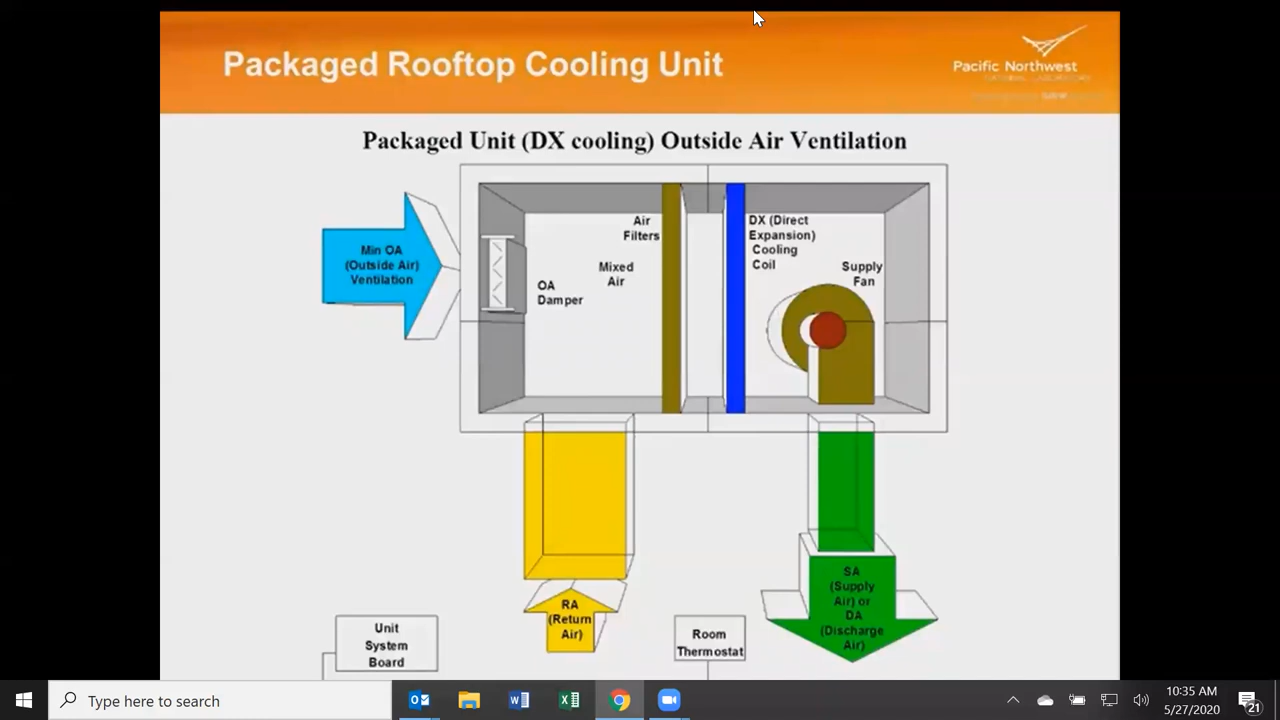 Packaged Rooftop Cooling Unit
Pacific Northwest
NATIONAL LABORATORY
Packaged Unit (DX cooling) Outside Air Ventilation
Min OA
(Outside Air)
Ventilation
OA
Damper
Air
Filters
Mixed
Air
DX (Direct
Expansion)
Cooling
Coil
Supply
Fan
RA
(Return
Air)
SA
(Supply
Air) or
DA
(Discharge
Air)
Unit
System
Board
Room
Thermostat
Type here to search
10:35 AM
5/27/2020
21